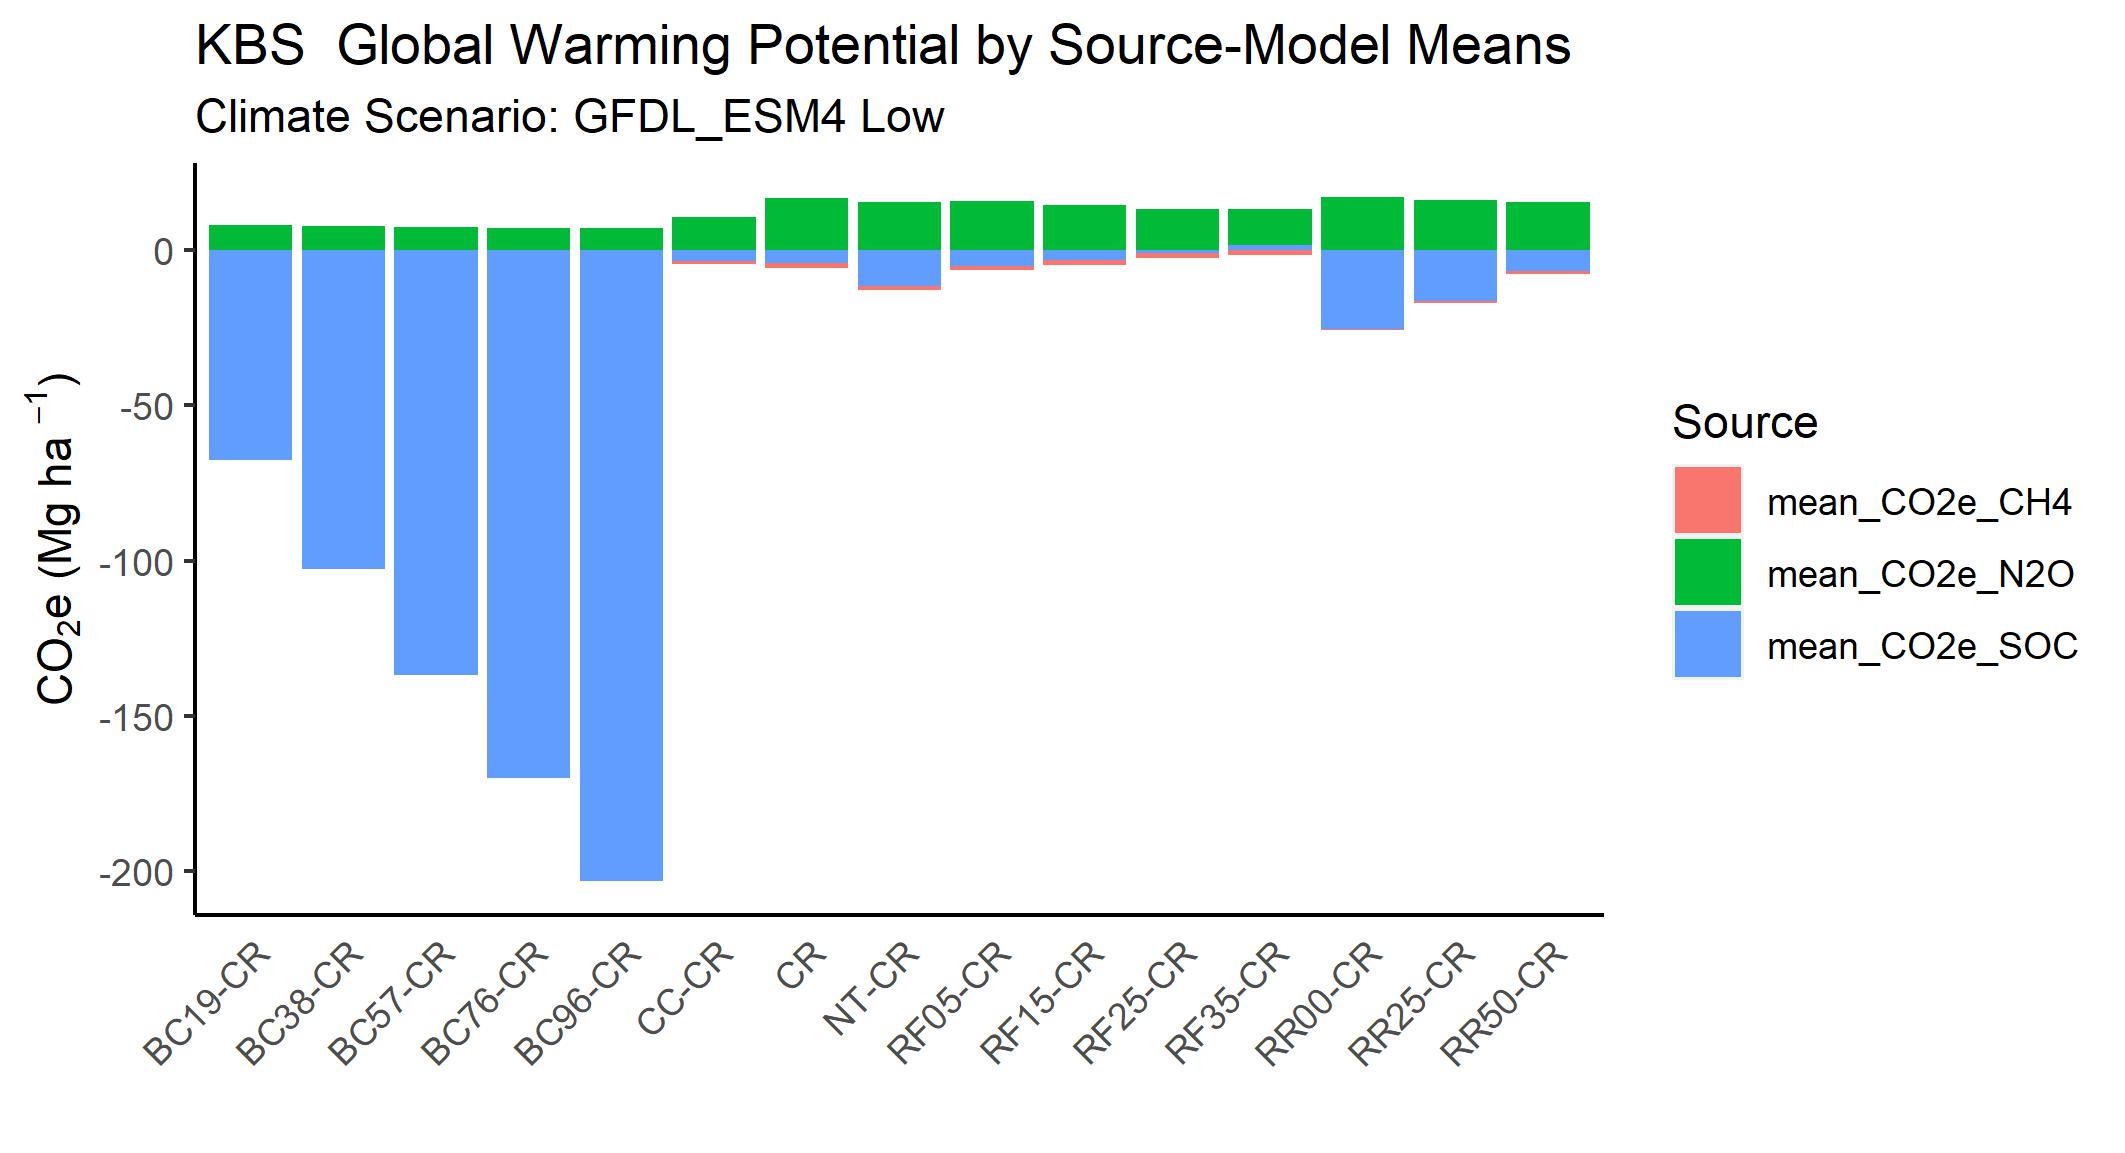 KBS  Global Warming Potential by Source-Model Means
Climate Scenario: GFDL_ESM4 Low
CO₂e (Mg ha ⁻¹)
0
-50
-100
-150
-200
BC19-CR
BC38-CR
BC57-CR
BC76-CR
BC96-CR
CC-CR
CR
NT-CR
RF05-CR
RF15-CR
RF25-CR
RF35-CR
RR00-CR
RR25-CR
RR50-CR
Source
mean_CO2e_CH4
mean_CO2e_N2O
mean_CO2e_SOC